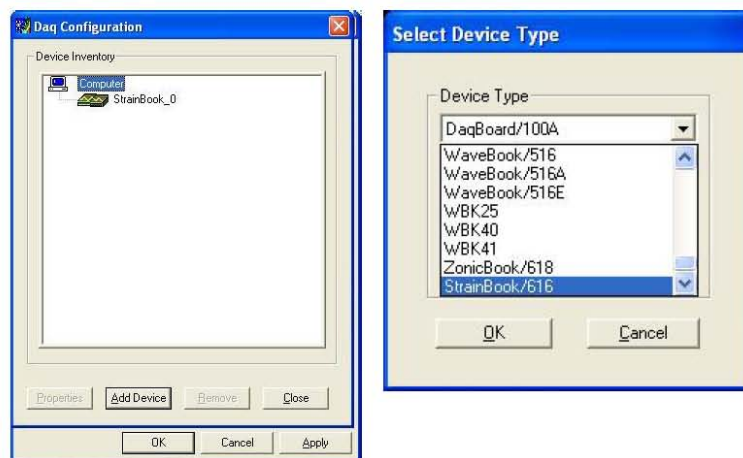 Daq Configuration
Device Inventory
Computer
StrainBook_0
Properties Add Device Remove Close
OK Cancel Apply
Select Device Type
Device Type
DaqBoard/100A
WaveBook/516
WaveBook/516A
WaveBook/516E
WBK25
WBK40
WBK41
ZonicBook/618
StrainBook/616
OK Cancel